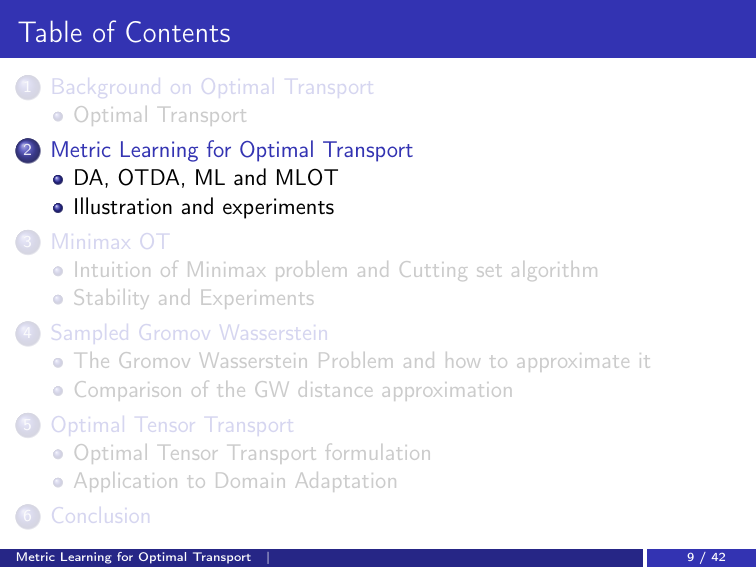 Table of Contents
1 Background on Optimal Transport
Optimal Transport
2 Metric Learning for Optimal Transport
DA, OTDA, ML and MLOT
Illustration and experiments
3 Minimax OT
Intuition of Minimax problem and Cutting set algorithm
Stability and Experiments
4 Sampled Gromov Wasserstein
The Gromov Wasserstein Problem and how to approximate it
Comparison of the GW distance approximation
5 Optimal Tensor Transport
Optimal Tensor Transport formulation
Application to Domain Adaptation
6 Conclusion
Metric Learning for Optimal Transport | 9 / 42